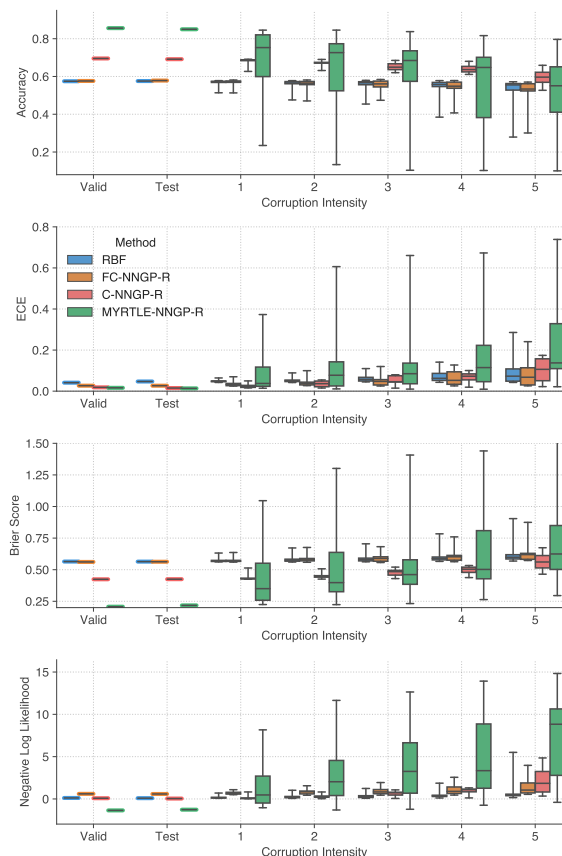 0.8
0.6
0.4
0.2
Accuracy
Valid Test 1 2 3 4 5
Corruption Intensity
0.8
0.6
0.4
0.2
0.0
ECE
Method
RBF
FC-NNGP-R
C-NNGP-R
MYRTLE-NNGP-R
Valid Test 1 2 3 4 5
Corruption Intensity
1.50
1.25
1.00
0.75
0.50
0.25
Brier Score
Valid Test 1 2 3 4 5
Corruption Intensity
15
10
5
0
Negative Log Likelihood
Valid Test 1 2 3 4 5
Corruption Intensity